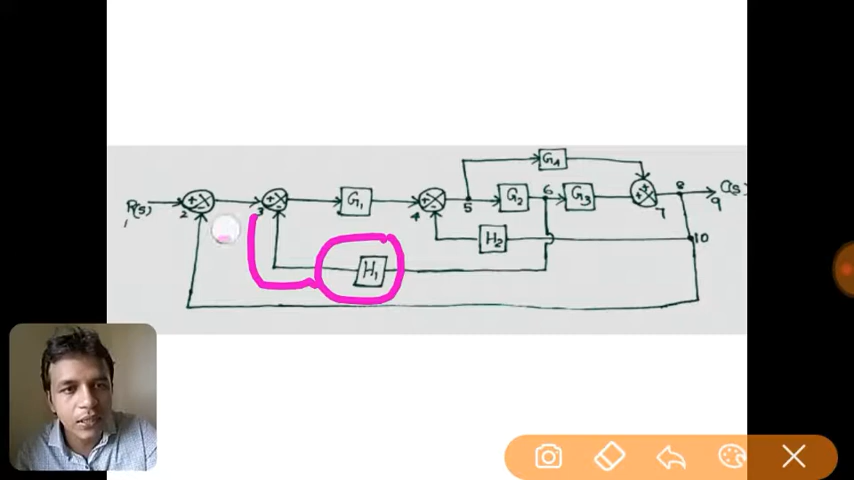 G4
R(s) + - + - G1 + - G2 6 G3 + + 8 C(s)
1 2 3 4 5 7 9
H2 10
H1